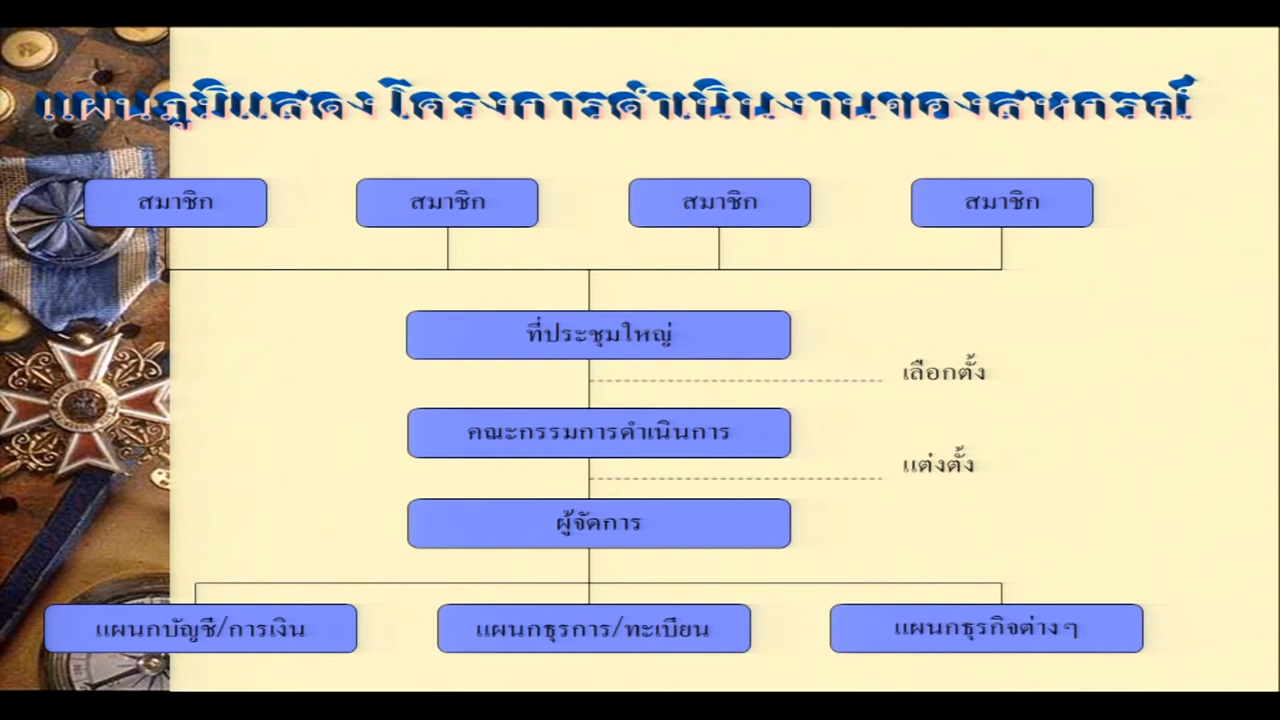 แผนภูมิแสดงโครงการดำเนินงานของสหกรณ์
สมาชิก
สมาชิก
สมาชิก
สมาชิก
ที่ประชุมใหญ่
เลือกตั้ง
คณะกรรมการดำเนินการ
แต่งตั้ง
ผู้จัดการ
แผนกบัญชี/การเงิน
แผนกธุรการ/ทะเบียน
แผนกธุรกิจต่างๆ